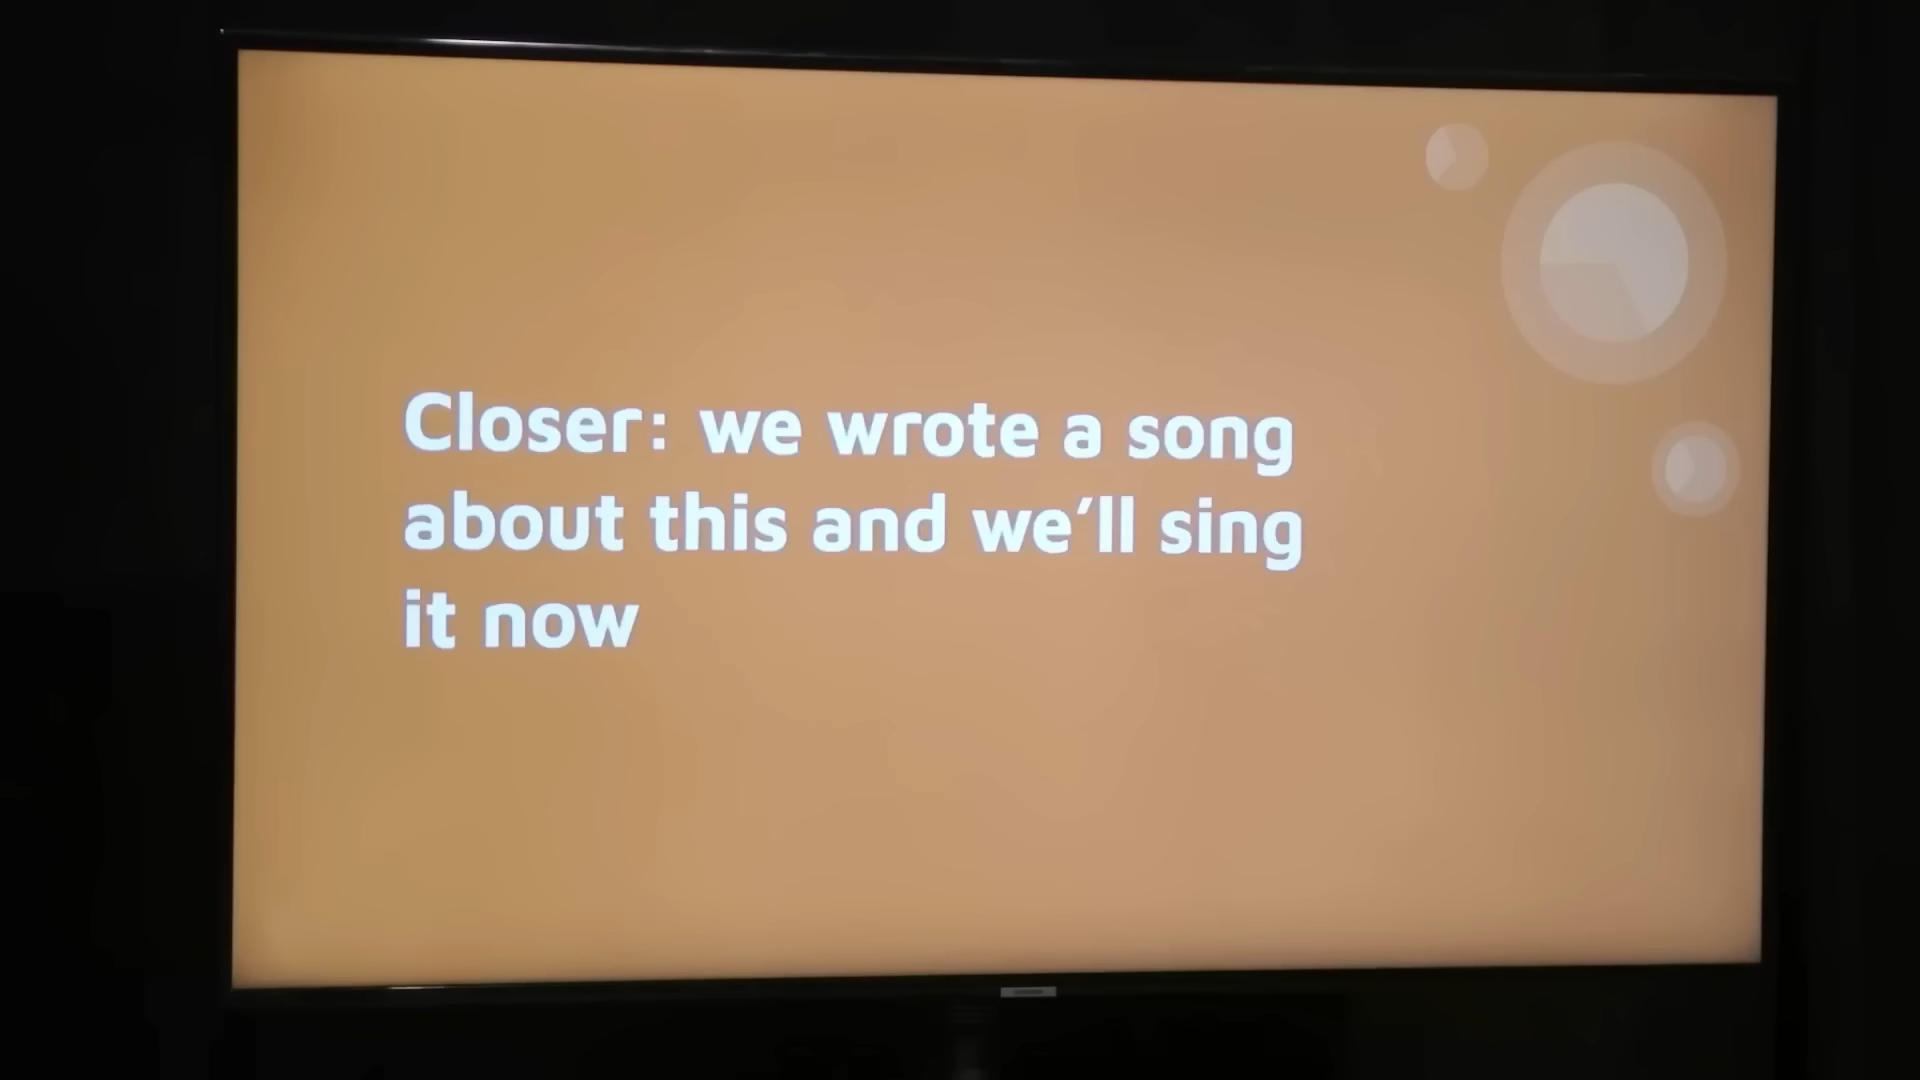 Closer: we wrote a song
about this and we’ll sing
it now